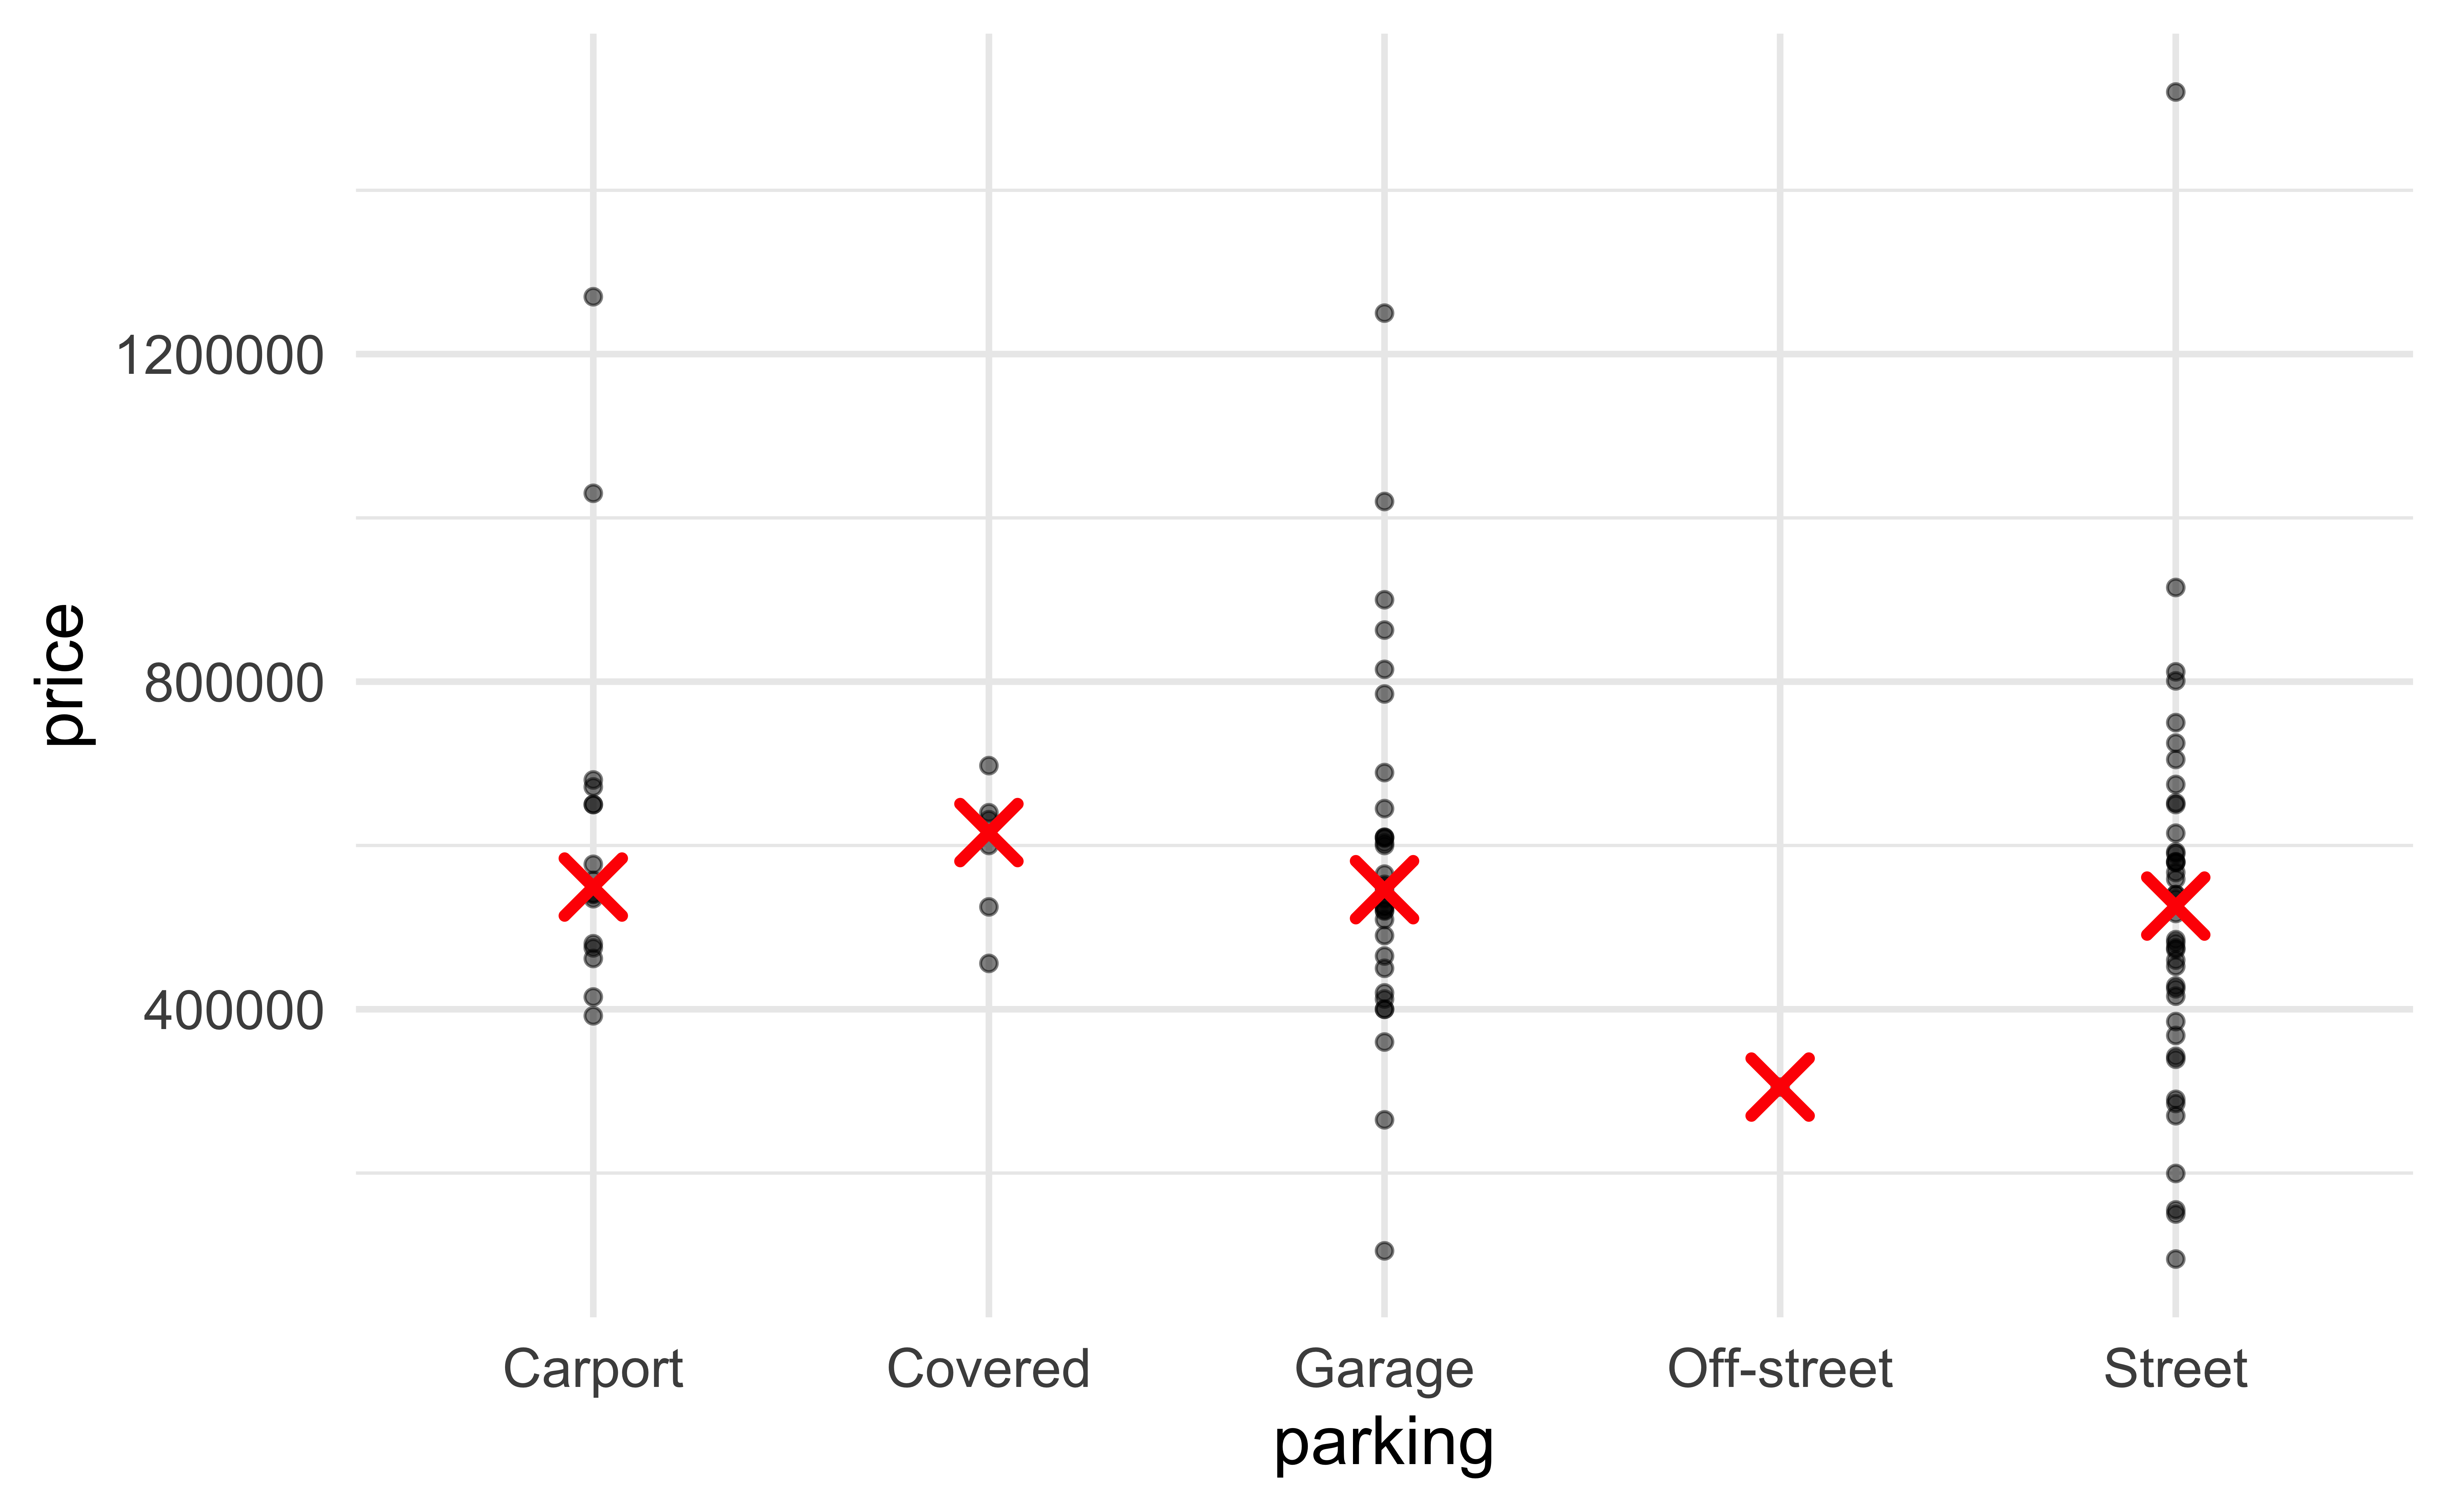 price
1200000
800000
400000
Carport Covered Garage Off-street Street
parking